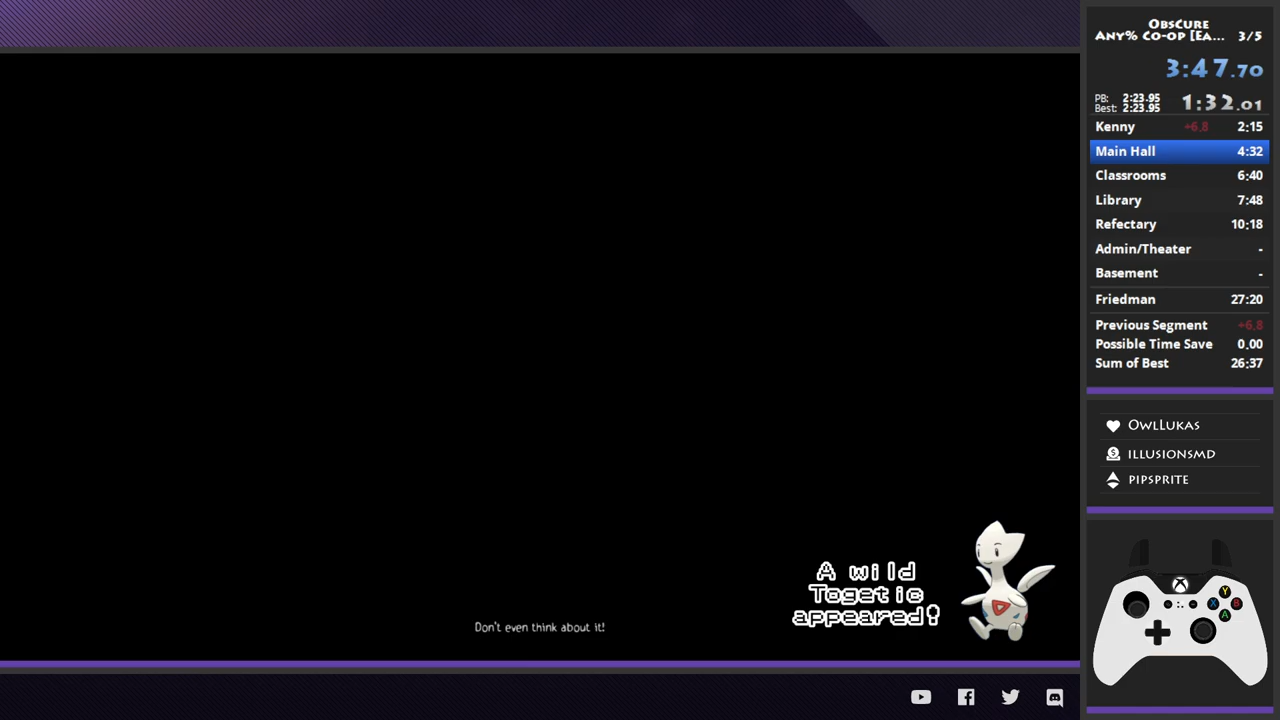 ObsCure
Any% Co-op [Ea... 3/5
3:47.70
PB: 2:23.95
Best: 2:23.95
1:32.01
Kenny +6.8 2:15
Main Hall 4:32
Classrooms 6:40
Library 7:48
Refectary 10:18
Admin/Theater -
Basement -
Friedman 27:20
Previous Segment +6.8
Possible Time Save 0.00
Sum of Best 26:37
OwlLukas
illusionsmd
pipsprite
A wild
Togetic
appeared!
Don't even think about it!
Y
X B
A